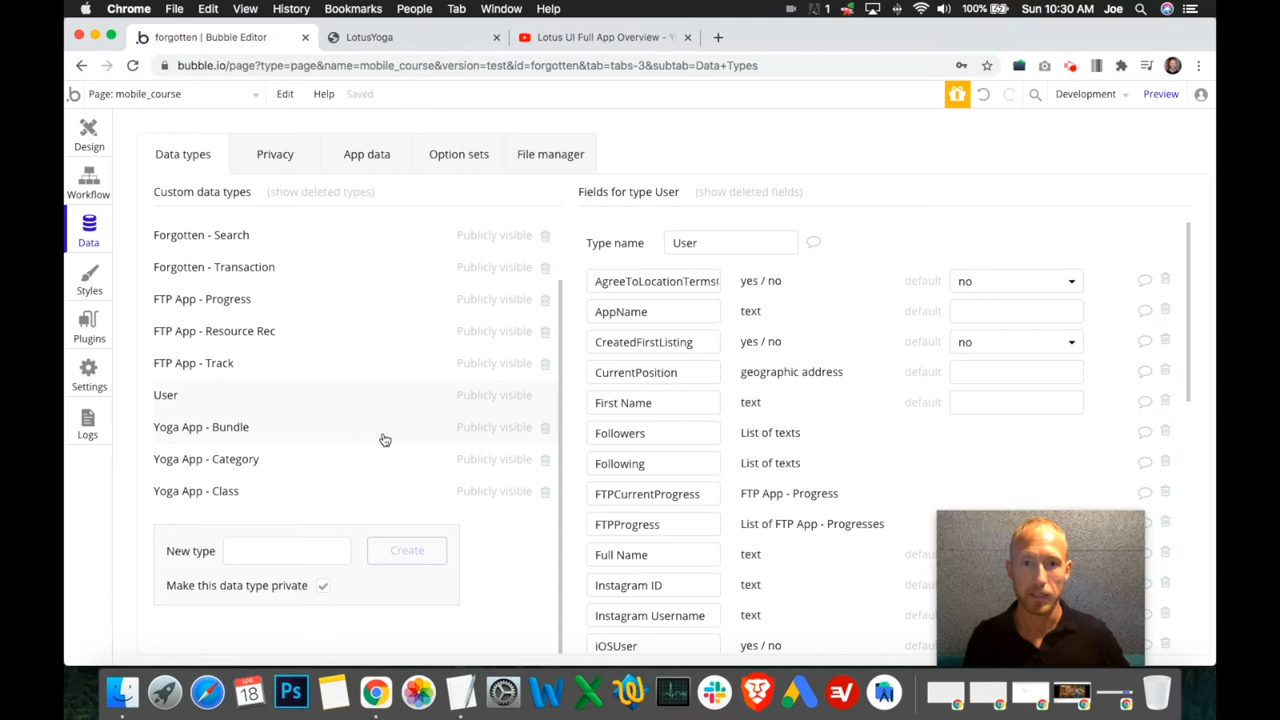 Chrome File Edit View History Bookmarks People Tab Window Help 1 100% Sun 10:30 AM Joe
forgotten | Bubble Editor LotusYoga Lotus UI Full App Overview - Y
bubble.io/page?type=page&name=mobile_course&version=test&id=forgotten&tab=tabs-3&subtab=Data+Types
Page: mobile_course Edit Help Saved Development Preview
Design
Workflow
Data
Styles
Plugins
Settings
Logs
Data types Privacy App data Option sets File manager
Custom data types (show deleted types)
Forgotten - Search Publicly visible
Forgotten - Transaction Publicly visible
FTP App - Progress Publicly visible
FTP App - Resource Rec Publicly visible
FTP App - Track Publicly visible
User Publicly visible
Yoga App - Bundle Publicly visible
Yoga App - Category Publicly visible
Yoga App - Class Publicly visible
New type Create
Make this data type private
Fields for type User (show deleted fields)
Type name User
AgreeToLocationTerms yes / no default no
AppName text default
CreatedFirstListing yes / no default no
CurrentPosition geographic address default
First Name text default
Followers List of texts
Following List of texts
FTPCurrentProgress FTP App - Progress
FTPProgress List of FTP App - Progresses
Full Name text defa
Instagram ID text defa
Instagram Username text defa
iOSUser yes / no defa
APR 18 Ps W X